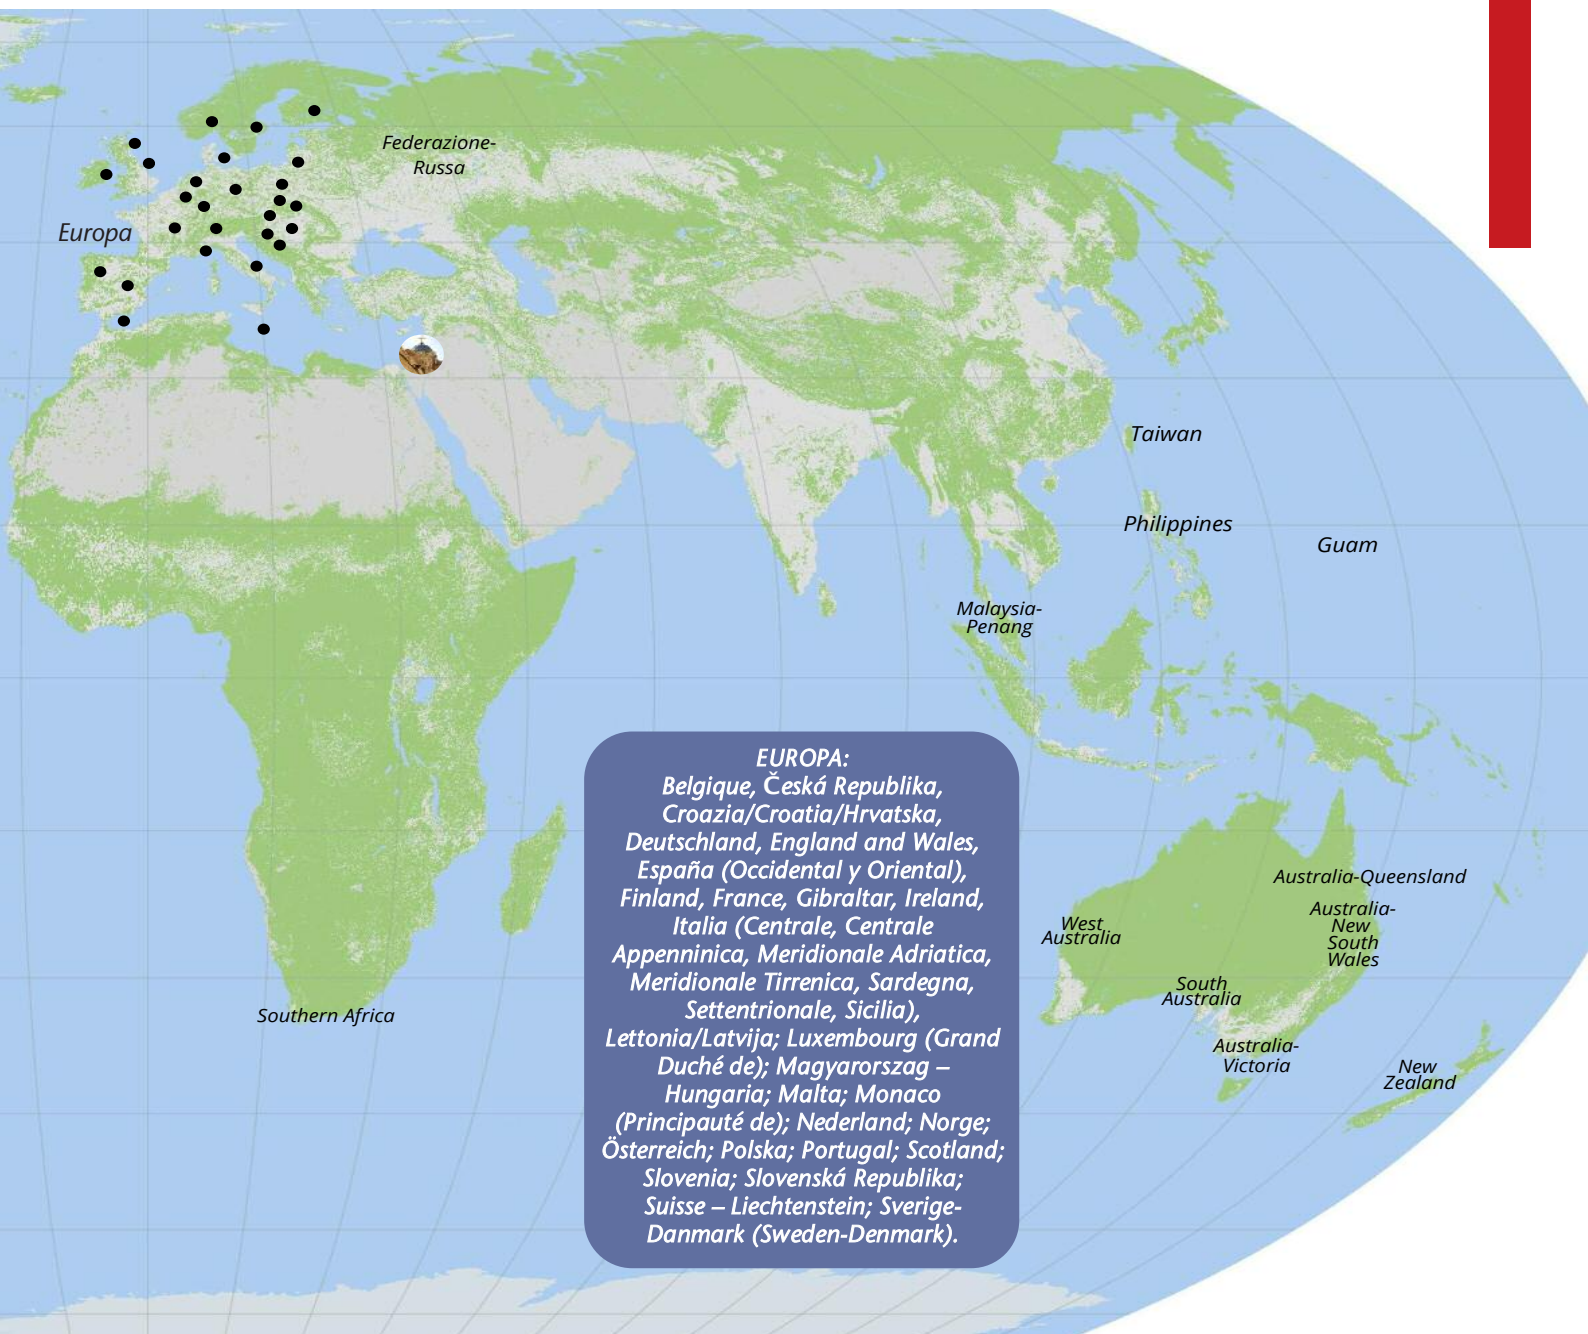 Federazione-
Russa
Europa
Taiwan
Philippines
Guam
Malaysia-
Penang
EUROPA:
Belgique, Česká Republika,
Croazia/Croatia/Hrvatska,
Deutschland, England and Wales,
España (Occidental y Oriental),
Finland, France, Gibraltar, Ireland,
Italia (Centrale, Centrale
Appenninica, Meridionale Adriatica,
Meridionale Tirrenica, Sardegna,
Settentrionale, Sicilia),
Lettonia/Latvija; Luxembourg (Grand
Duché de); Magyarorszag –
Hungaria; Malta; Monaco
(Principauté de); Nederland; Norge;
Österreich; Polska; Portugal; Scotland;
Slovenia; Slovenská Republika;
Suisse – Liechtenstein; Sverige-
Danmark (Sweden-Denmark).
Australia-Queensland
Australia-
New
South
Wales
West
Australia
South
Australia
Southern Africa
Australia-
Victoria
New
Zealand